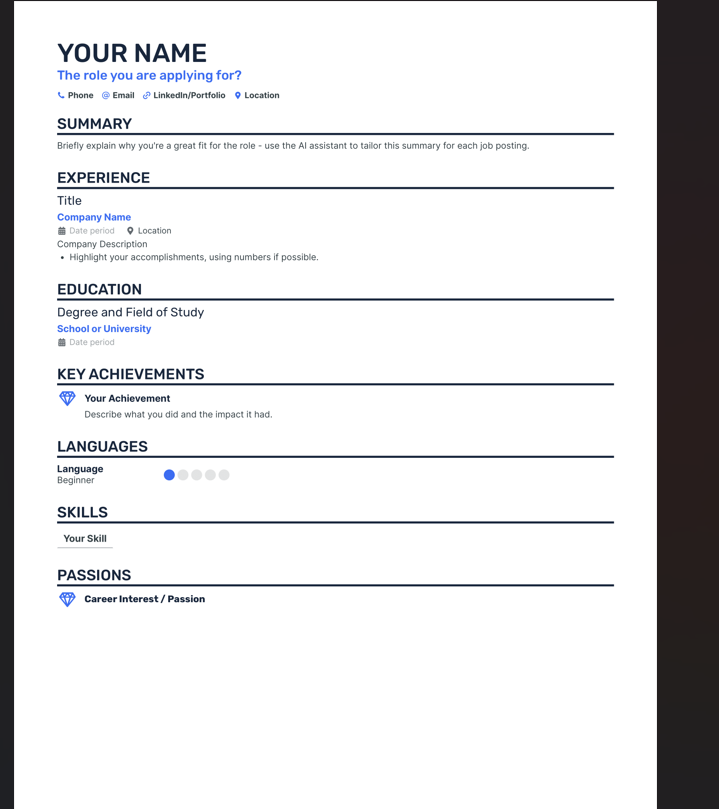 YOUR NAME
The role you are applying for?
Phone @ Email LinkedIn/Portfolio Location
SUMMARY
Briefly explain why you're a great fit for the role - use the AI assistant to tailor this summary for each job posting.
EXPERIENCE
Title
Company Name
Date period Location
Company Description
• Highlight your accomplishments, using numbers if possible.
EDUCATION
Degree and Field of Study
School or University
Date period
KEY ACHIEVEMENTS
Your Achievement
Describe what you did and the impact it had.
LANGUAGES
Language
Beginner
SKILLS
Your Skill
PASSIONS
Career Interest / Passion